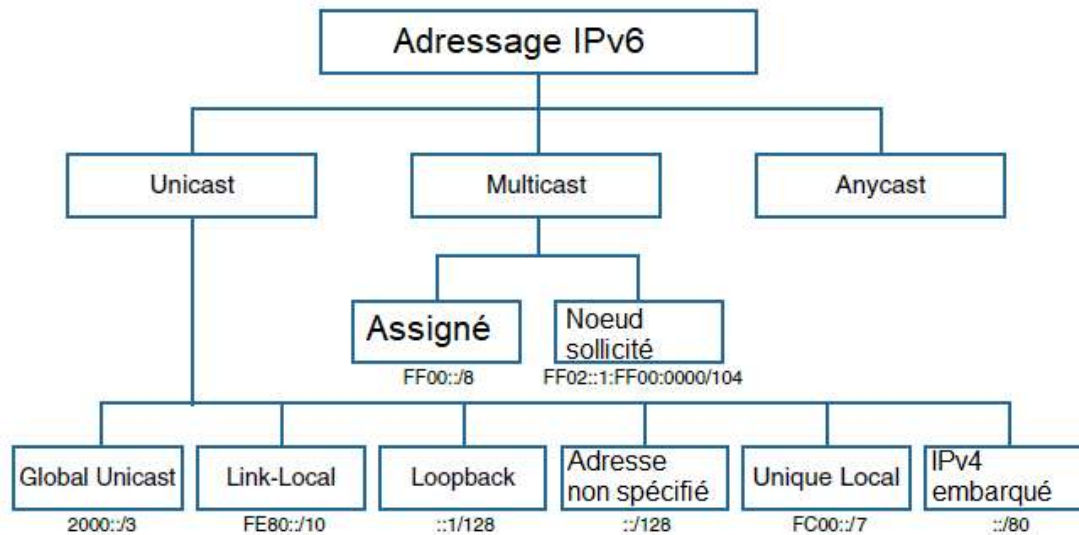 Adressage IPv6
Unicast
Multicast
Anycast
Assigné
Noeud
sollicité
FF00::/8
FF02::1:FF00:0000/104
Global Unicast
Link-Local
Loopback
Adresse
non spécifié
Unique Local
IPv4
embarqué
2000::/3
FE80::/10
::1/128
::/128
FC00::/7
::/80